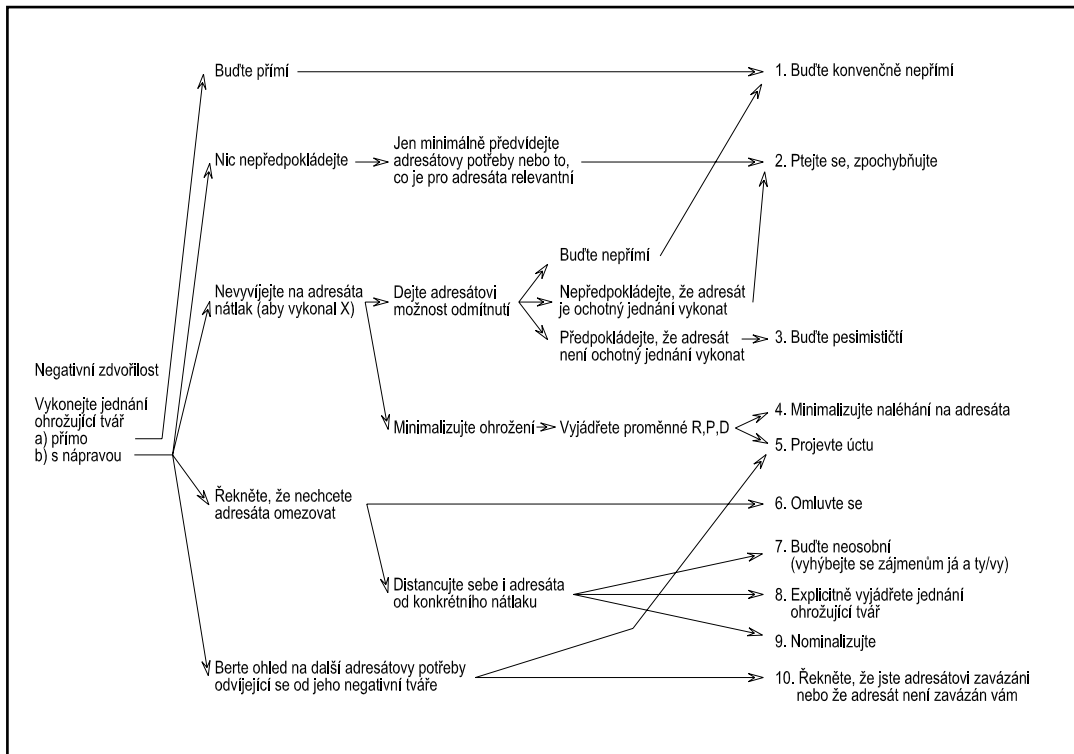 Buďte přímí
1. Buďte konvenčně nepřímí
Nic nepředpokládejte
Jen minimálně předvídejte
adresátovy potřeby nebo to,
co je pro adresáta relevantní
2. Ptejte se, zpochybňujte
Buďte nepřímí
Nevyvíjejte na adresáta
nátlak (aby vykonal X)
Dejte adresátovi
možnost odmítnutí
Nepředpokládejte, že adresát
je ochotný jednání vykonat
Předpokládejte, že adresát
není ochotný jednání vykonat
3. Buďte pesimističtí
Negativní zdvořilost
Vykonejte jednání
ohrožující tvář
a) přímo
b) s nápravou
Minimalizujte ohrožení
Vyjádřete proměnné R,P,D
4. Minimalizujte naléhání na adresáta
5. Projevte úctu
Řekněte, že nechcete
adresáta omezovat
6. Omluvte se
Distancujte sebe i adresáta
od konkrétního nátlaku
7. Buďte neosobní
(vyhýbejte se zájmenům já a ty/vy)
8. Explicitně vyjádřete jednání
ohrožující tvář
9. Nominalizujte
Berte ohled na další adresátovy potřeby
odvíjející se od jeho negativní tváře
10. Řekněte, že jste adresátovi zavázáni
nebo že adresát není zavázán vám